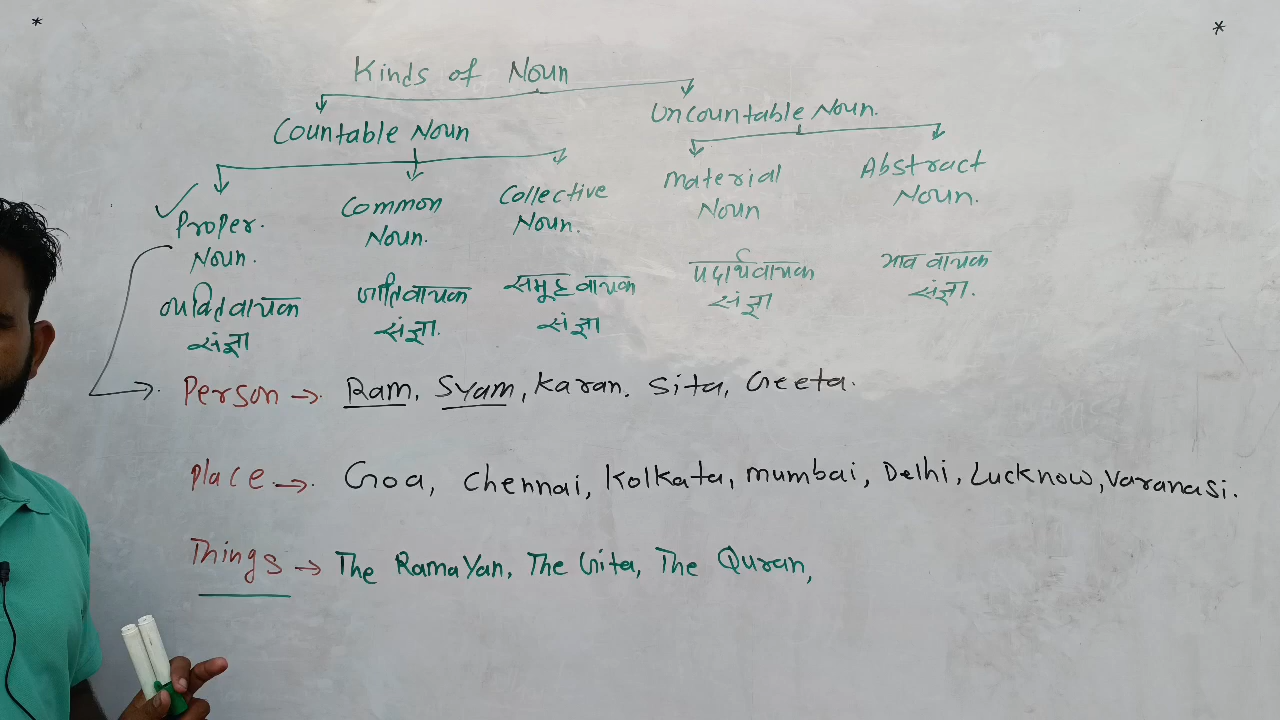 Kinds of Noun
Countable Noun
Uncountable Noun.
Proper.
Noun.
व्यक्तिवाचक
संज्ञा
Common
Noun.
जातिवाचक
संज्ञा.
Collective
Noun.
समूहवाचक
संज्ञा
Material
Noun
पदार्थवाचक
संज्ञा
Abstract
Noun.
भाव वाचक
संज्ञा.
Person → Ram, Syam, Karan. Sita, Geeta.
Place → Goa, Chennai, Kolkata, mumbai, Delhi, Lucknow, Varanasi.
Things → The Ramayan, The Gita, The Quran,